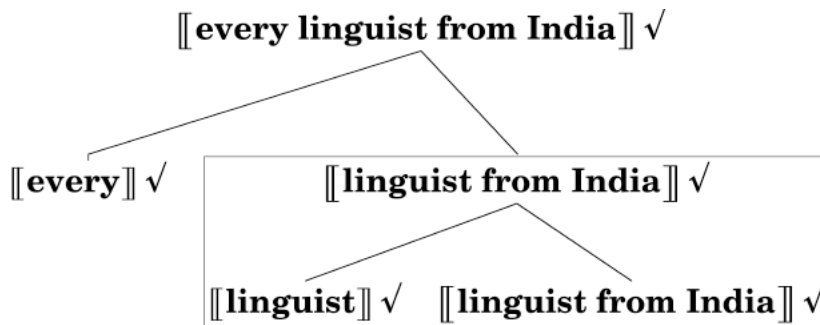 ⟦every linguist from India⟧ √
⟦every⟧ √ ⟦linguist from India⟧ √
⟦linguist⟧ √ ⟦linguist from India⟧ √